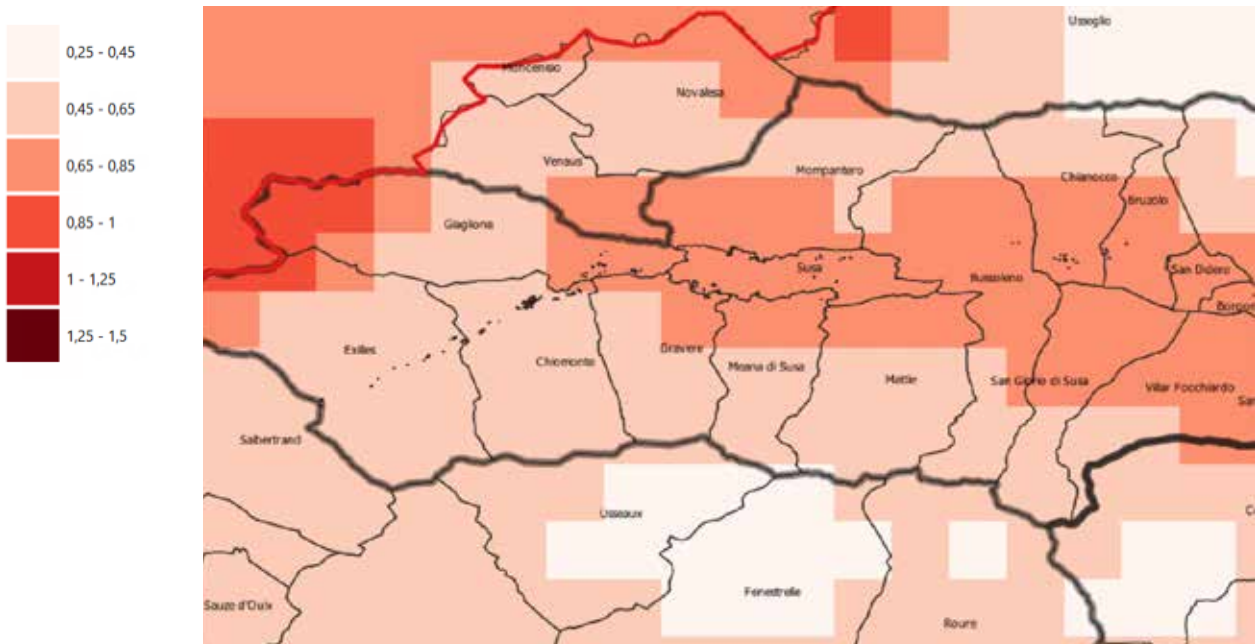 0,25 - 0,45
0,45 - 0,65
0,65 - 0,85
0,85 - 1
1 - 1,25
1,25 - 1,5
Usseglio
Moncenisio
Novalesa
Venaus
Mompantero
Chianocco
Bruzolo
Giaglione
Susa
Bussoleno
San Didero
Borgon
Exilles
Chiomonte
Gravere
Meana di Susa
Mattie
San Giorio di Susa
Villar Focchiardo
San
Salbertrand
Usseaux
Fenestrelle
Roure
Sauze d'Oulx